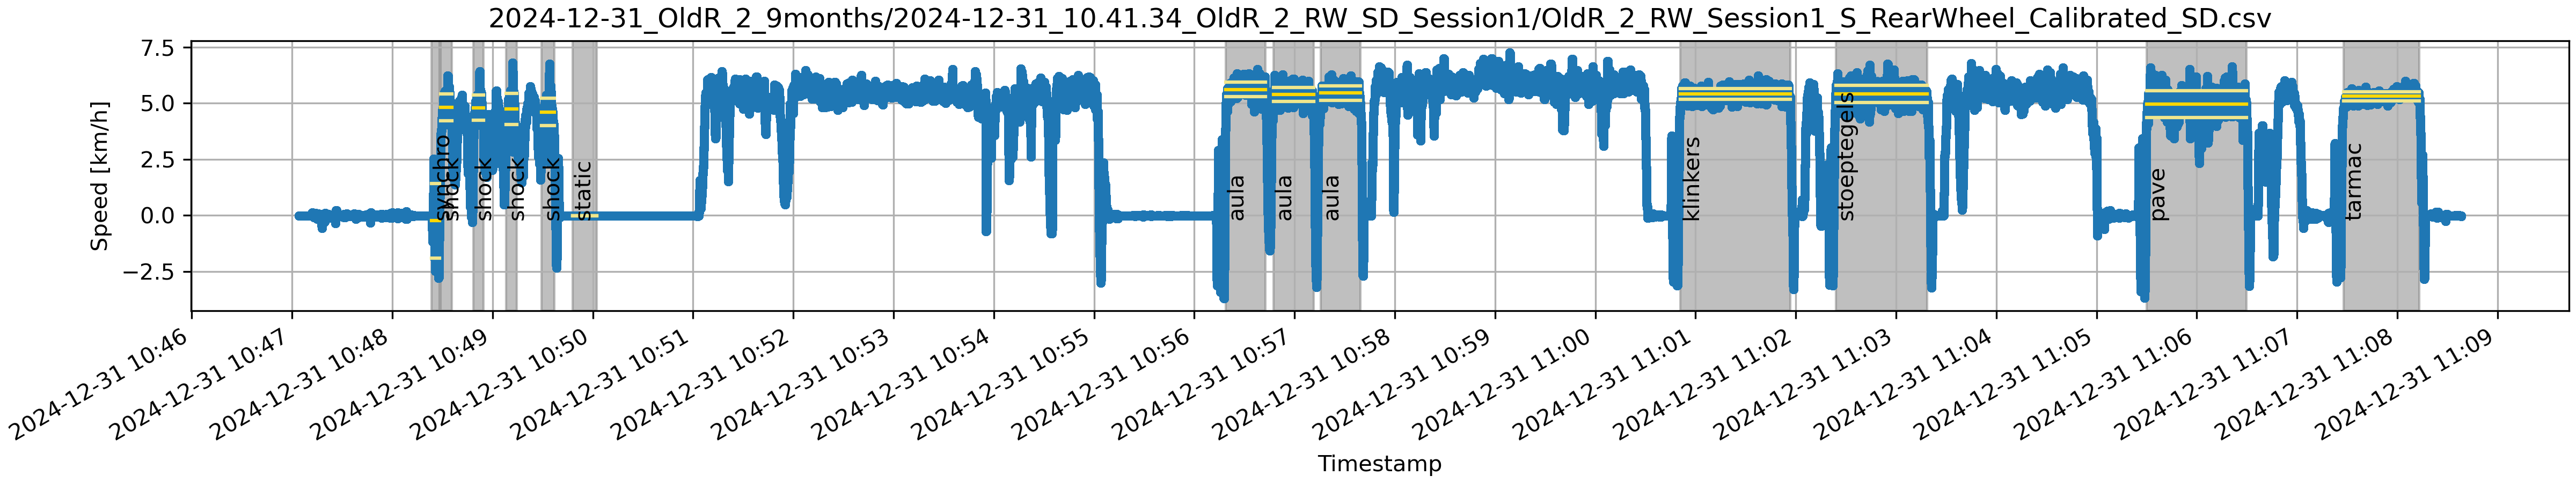 2024-12-31_OldR_2_9months/2024-12-31_10.41.34_OldR_2_RW_SD_Session1/OldR_2_RW_Session1_S_RearWheel_Calibrated_SD.csv
Speed [km/h]
7.5
5.0
2.5
0.0
−2.5
synchro
shock
shock
shock
shock
static
aula
aula
aula
klinkers
stoeptegels
pave
tarmac
2024-12-31 10:46
2024-12-31 10:47
2024-12-31 10:48
2024-12-31 10:49
2024-12-31 10:50
2024-12-31 10:51
2024-12-31 10:52
2024-12-31 10:53
2024-12-31 10:54
2024-12-31 10:55
2024-12-31 10:56
2024-12-31 10:57
2024-12-31 10:58
2024-12-31 10:59
2024-12-31 11:00
2024-12-31 11:01
2024-12-31 11:02
2024-12-31 11:03
2024-12-31 11:04
2024-12-31 11:05
2024-12-31 11:06
2024-12-31 11:07
2024-12-31 11:08
2024-12-31 11:09
Timestamp